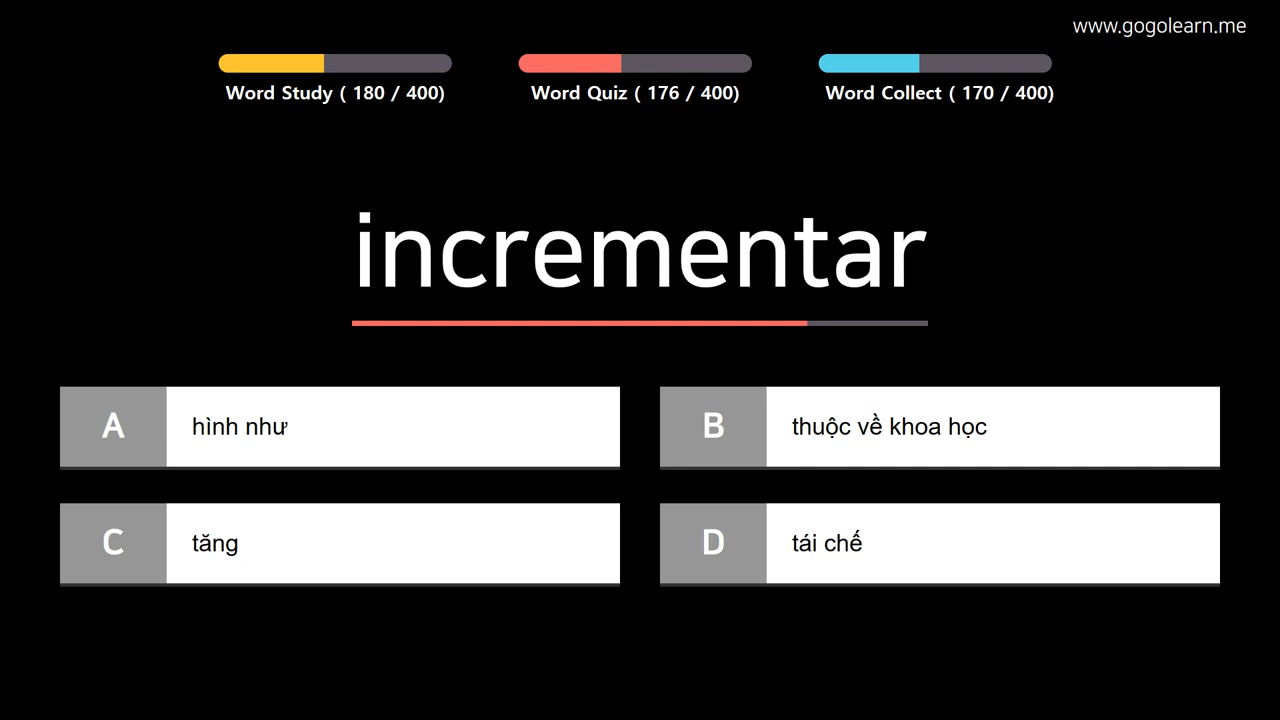 www.gogolearn.me
Word Study ( 180 / 400)
Word Quiz ( 176 / 400)
Word Collect ( 170 / 400)
incrementar
A
hình như
B
thuộc về khoa học
C
tăng
D
tái chế